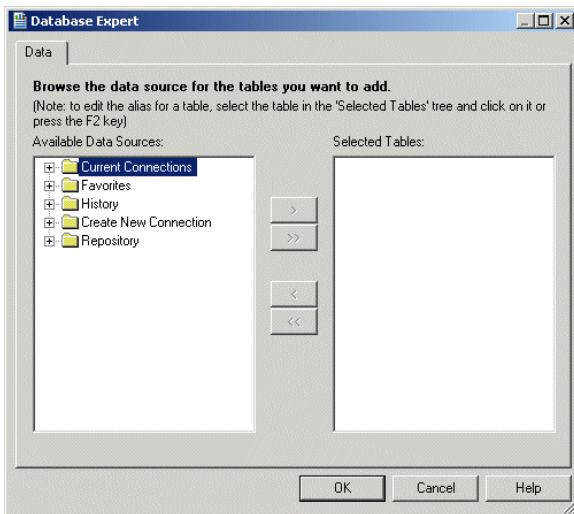 Database Expert
Data
Browse the data source for the tables you want to add.
(Note: to edit the alias for a table, select the table in the 'Selected Tables' tree and click on it or
press the F2 key)
Available Data Sources:
Selected Tables:
Current Connections
Favorites
History
Create New Connection
Repository
>
>>
<
<<
OK
Cancel
Help